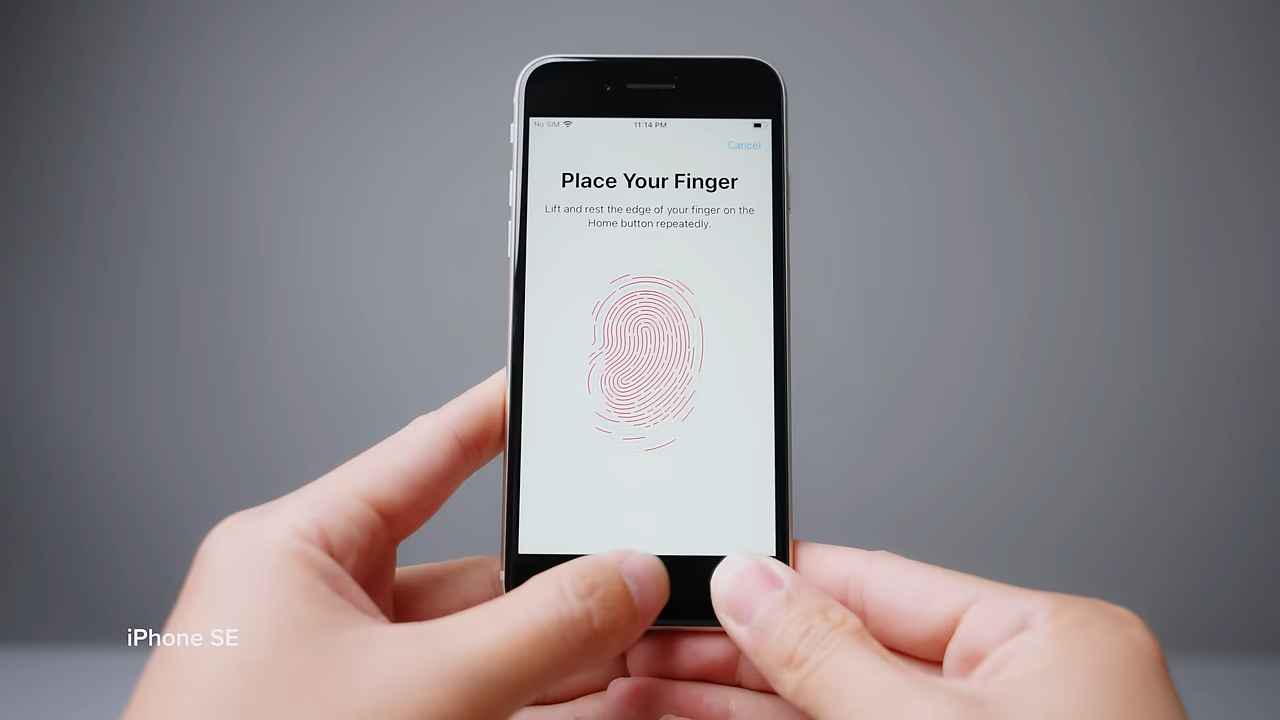 No SIM
11:14 PM
Cancel
Place Your Finger
Lift and rest the edge of your finger on the
Home button repeatedly.
iPhone SE